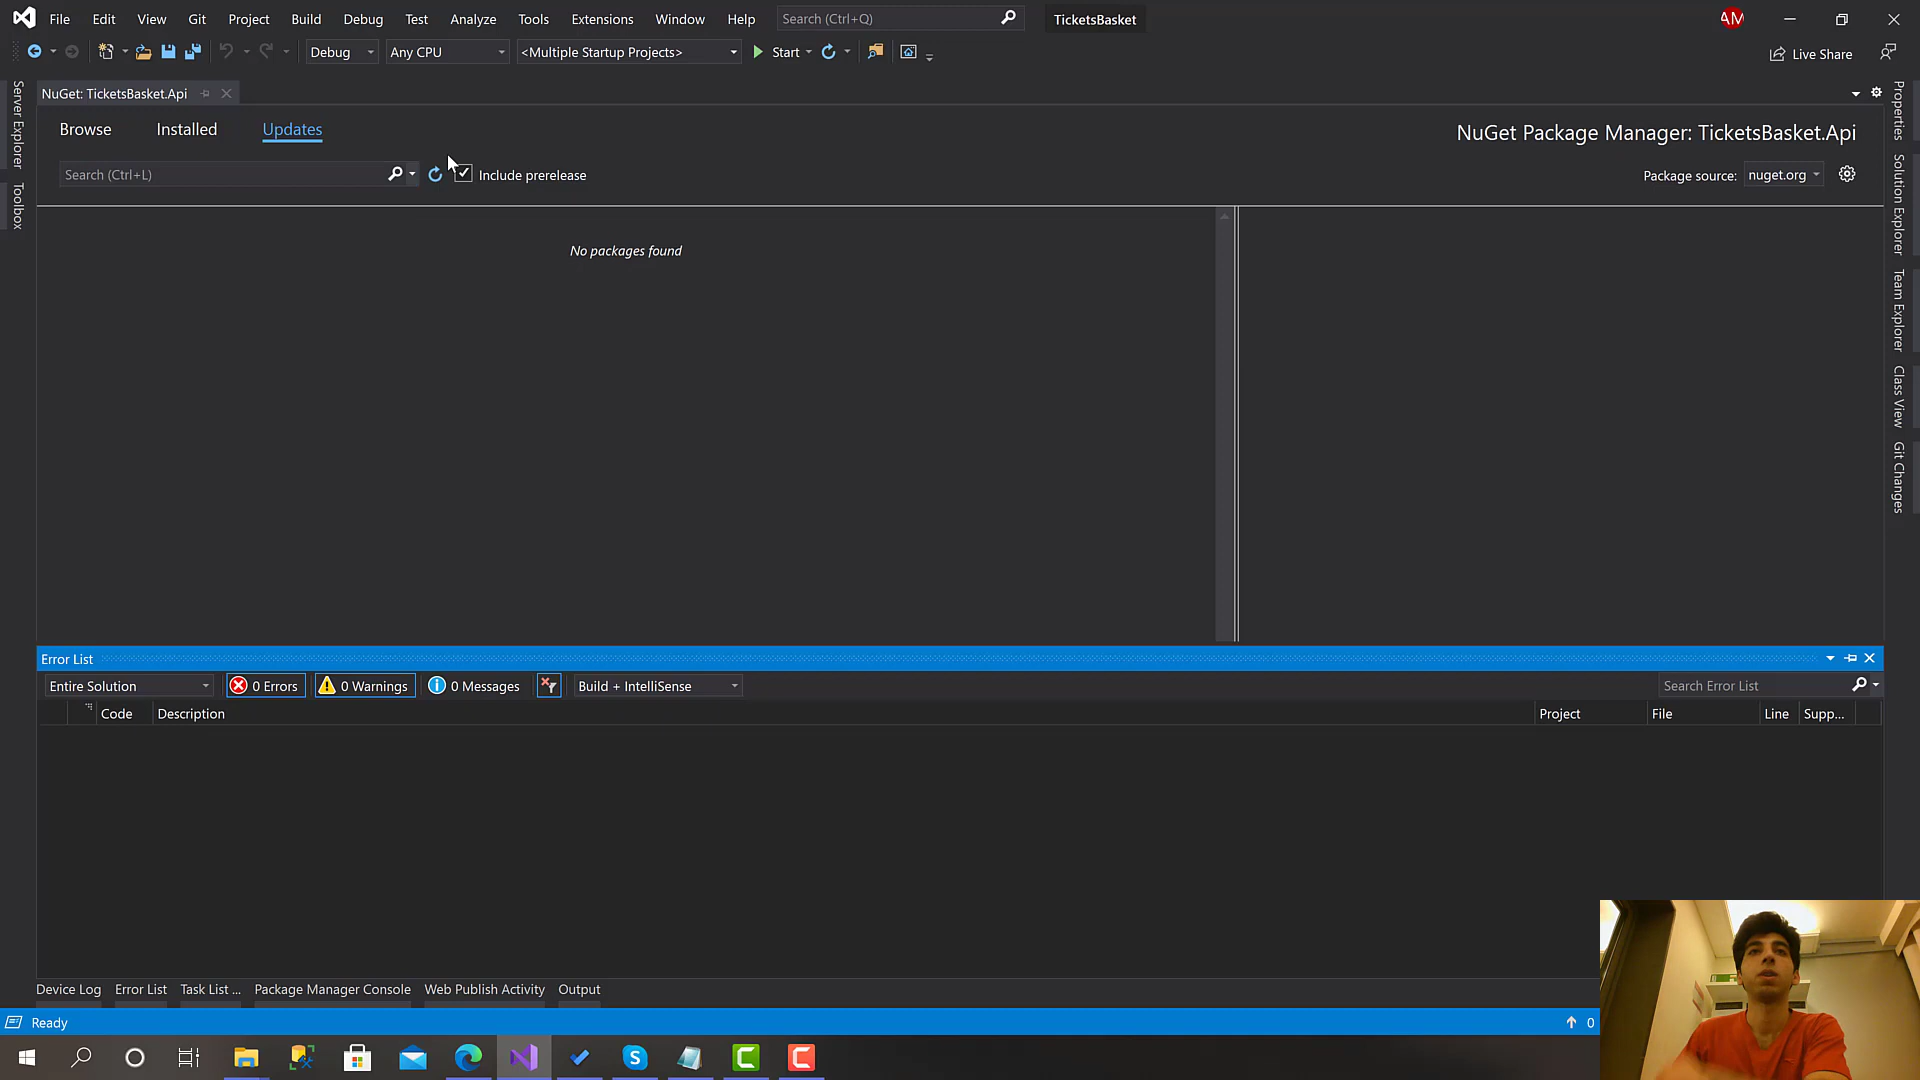 File Edit View Git Project Build Debug Test Analyze Tools Extensions Window Help Search (Ctrl+Q) TicketsBasket AM
Debug Any CPU <Multiple Startup Projects> Start Live Share
NuGet: TicketsBasket.Api
Browse Installed Updates NuGet Package Manager: TicketsBasket.Api
Search (Ctrl+L) Include prerelease Package source: nuget.org
No packages found
Server Explorer
Toolbox
Properties
Solution Explorer
Team Explorer
Class View
Git Changes
Error List
Entire Solution 0 Errors 0 Warnings 0 Messages Build + IntelliSense Search Error List
Code Description Project File Line Supp...
Device Log Error List Task List ... Package Manager Console Web Publish Activity Output
Ready 0